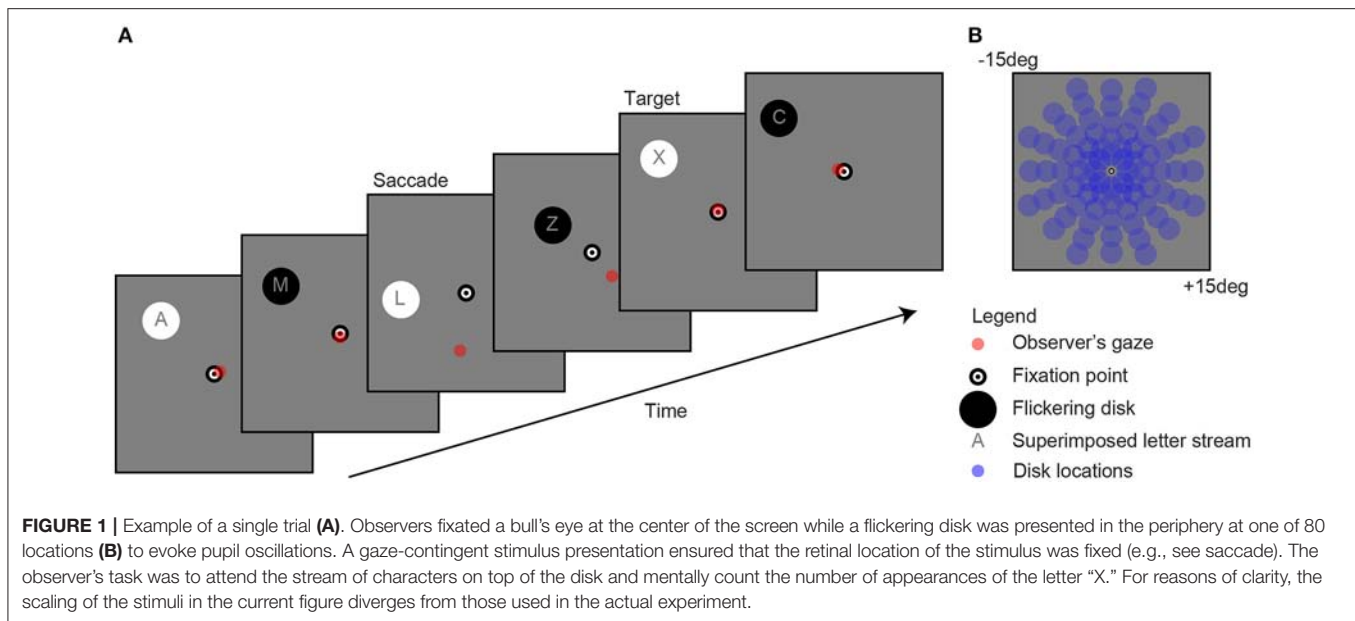 A
B
-15deg
Target
C
X
Saccade
Z
M
L
A
+15deg
Time
Legend
Observer's gaze
Fixation point
Flickering disk
A Superimposed letter stream
Disk locations
FIGURE 1 | Example of a single trial (A). Observers fixated a bull's eye at the center of the screen while a flickering disk was presented in the periphery at one of 80
locations (B) to evoke pupil oscillations. A gaze-contingent stimulus presentation ensured that the retinal location of the stimulus was fixed (e.g., see saccade). The
observer's task was to attend the stream of characters on top of the disk and mentally count the number of appearances of the letter "X." For reasons of clarity, the
scaling of the stimuli in the current figure diverges from those used in the actual experiment.